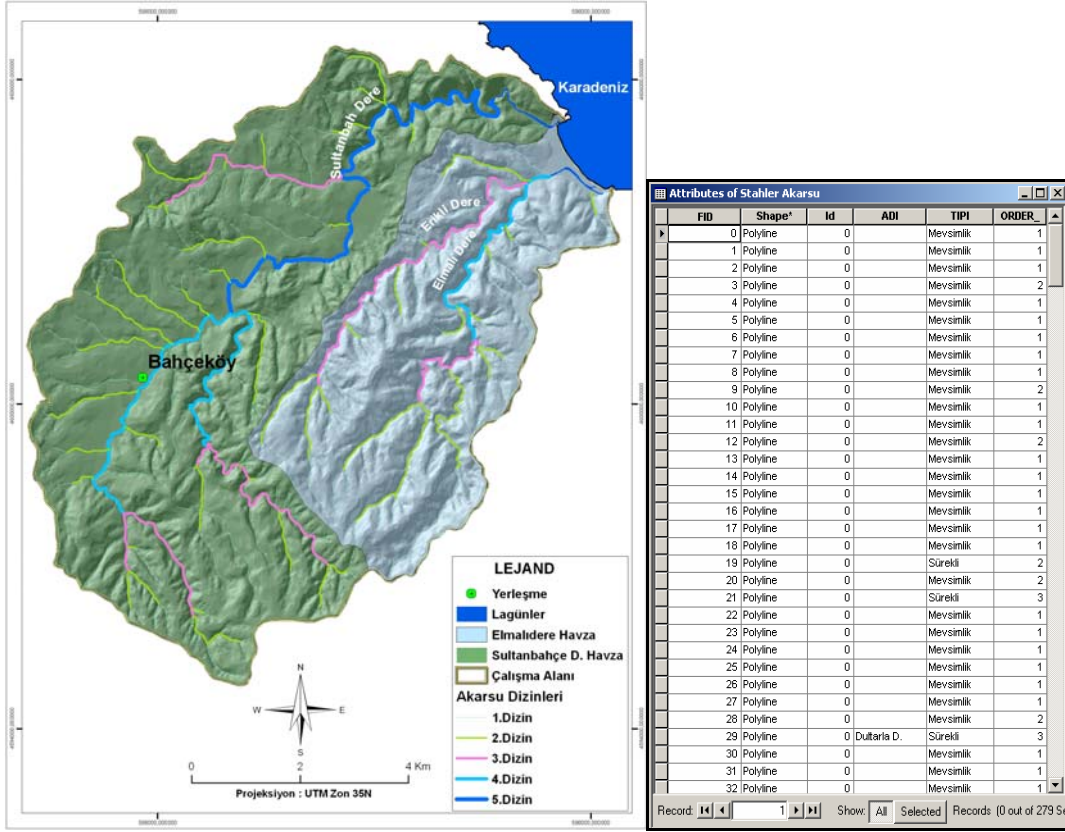 Karadeniz
Sultanbah Dere
Erikli Dere
Elmalı Dere
Bahçeköy
LEJAND
Yerleşme
Lagünler
Elmalıdere Havza
Sultanbahçe D. Havza
Çalışma Alanı
Akarsu Dizinleri
1.Dizin
2.Dizin
3.Dizin
4.Dizin
5.Dizin
N
W E
S
0 2 4 Km
Projeksiyon : UTM Zon 35N
Attributes of Stahler Akarsu
FID Shape* Id ADI TIPI ORDER_
0 Polyline 0 Mevsimlik 1
1 Polyline 0 Mevsimlik 1
2 Polyline 0 Mevsimlik 1
3 Polyline 0 Mevsimlik 2
4 Polyline 0 Mevsimlik 1
5 Polyline 0 Mevsimlik 1
6 Polyline 0 Mevsimlik 1
7 Polyline 0 Mevsimlik 1
8 Polyline 0 Mevsimlik 1
9 Polyline 0 Mevsimlik 2
10 Polyline 0 Mevsimlik 1
11 Polyline 0 Mevsimlik 1
12 Polyline 0 Mevsimlik 2
13 Polyline 0 Mevsimlik 1
14 Polyline 0 Mevsimlik 1
15 Polyline 0 Mevsimlik 1
16 Polyline 0 Mevsimlik 1
17 Polyline 0 Mevsimlik 1
18 Polyline 0 Mevsimlik 1
19 Polyline 0 Sürekli 2
20 Polyline 0 Mevsimlik 2
21 Polyline 0 Sürekli 3
22 Polyline 0 Mevsimlik 1
23 Polyline 0 Mevsimlik 1
24 Polyline 0 Mevsimlik 1
25 Polyline 0 Mevsimlik 1
26 Polyline 0 Mevsimlik 1
27 Polyline 0 Mevsimlik 1
28 Polyline 0 Mevsimlik 2
29 Polyline 0 Dutlarla D. Sürekli 3
30 Polyline 0 Mevsimlik 1
31 Polyline 0 Mevsimlik 1
32 Polyline 0 Mevsimlik 2
Record: 1 Show: All Selected Records (0 out of 279 Se